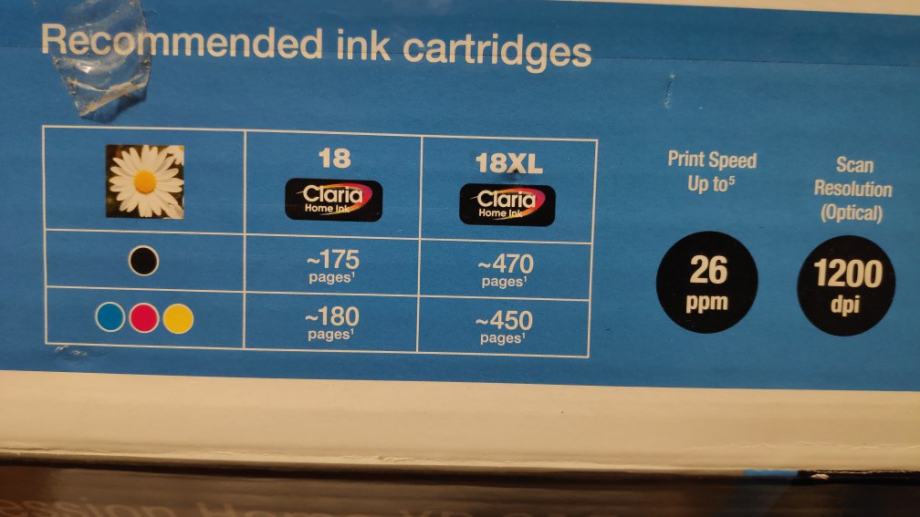 Recommended ink cartridges
18
18XL
Claria
Home Ink
Claria
Home Ink
~175
pages¹
~470
pages¹
~180
pages¹
~450
pages¹
Print Speed
Up to⁵
26
ppm
Scan
Resolution
(Optical)
1200
dpi